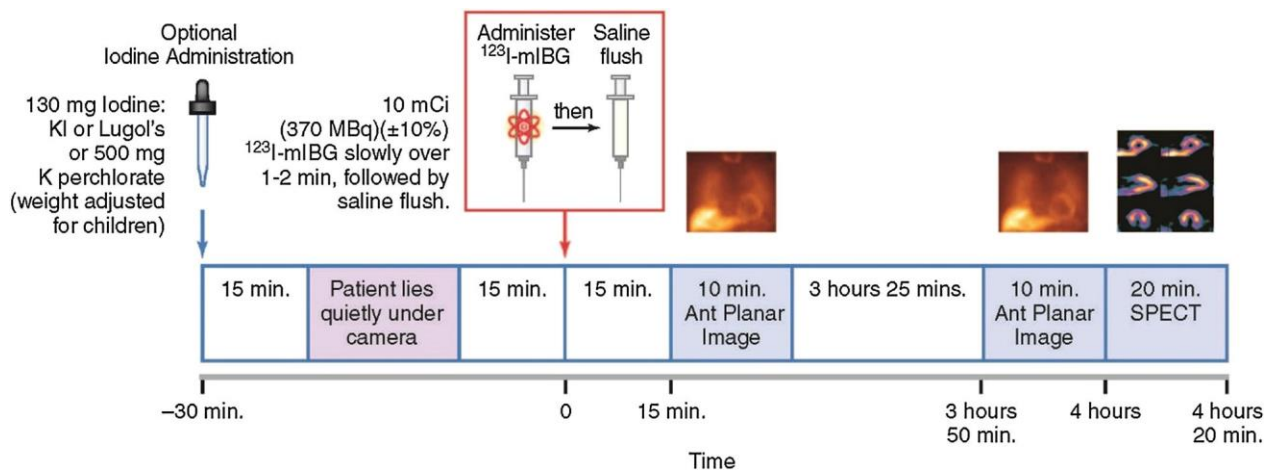 Optional
Iodine Administration
130 mg Iodine:
KI or Lugol's
or 500 mg
K perchlorate
(weight adjusted
for children)
10 mCi
(370 MBq)(±10%)
¹²³I-mIBG slowly over
1-2 min, followed by
saline flush.
Administer
¹²³I-mIBG
then
Saline
flush
15 min.
Patient lies
quietly under
camera
15 min.
15 min.
10 min.
Ant Planar
Image
3 hours 25 mins.
10 min.
Ant Planar
Image
20 min.
SPECT
–30 min.
0
15 min.
3 hours
50 min.
4 hours
4 hours
20 min.
Time